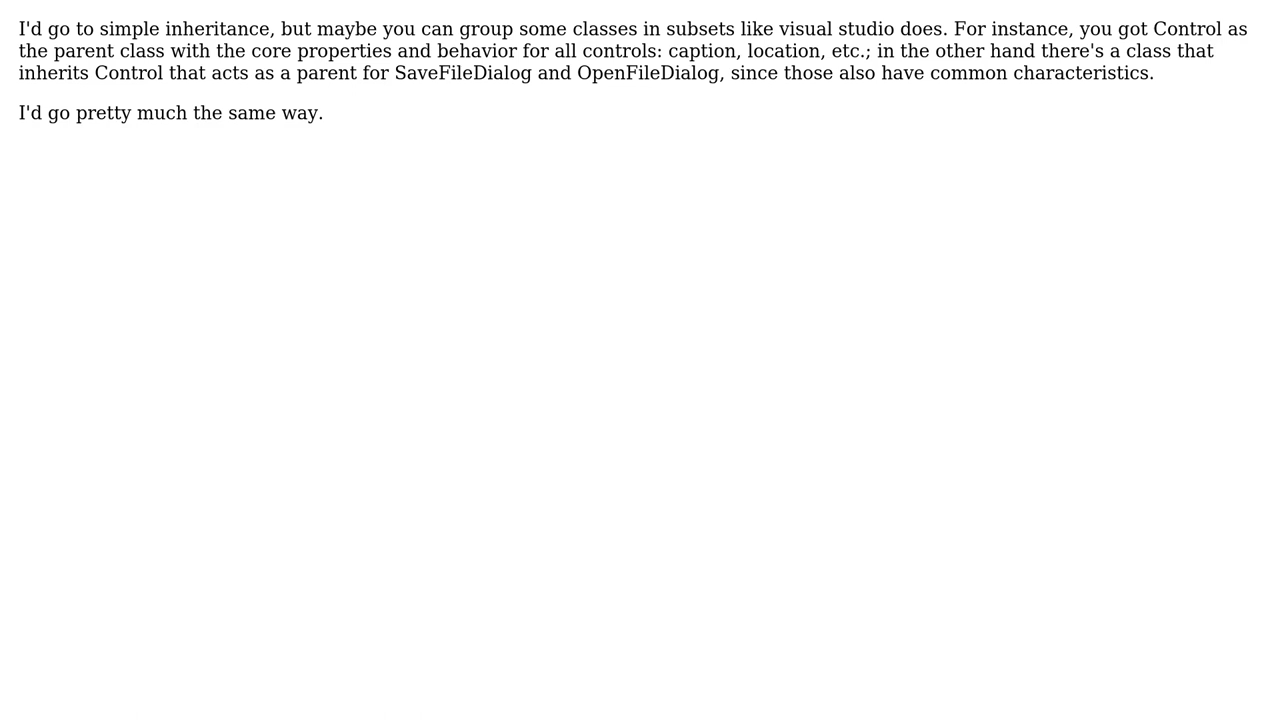 I'd go to simple inheritance, but maybe you can group some classes in subsets like visual studio does. For instance, you got Control as
the parent class with the core properties and behavior for all controls: caption, location, etc.; in the other hand there's a class that
inherits Control that acts as a parent for SaveFileDialog and OpenFileDialog, since those also have common characteristics.
I'd go pretty much the same way.